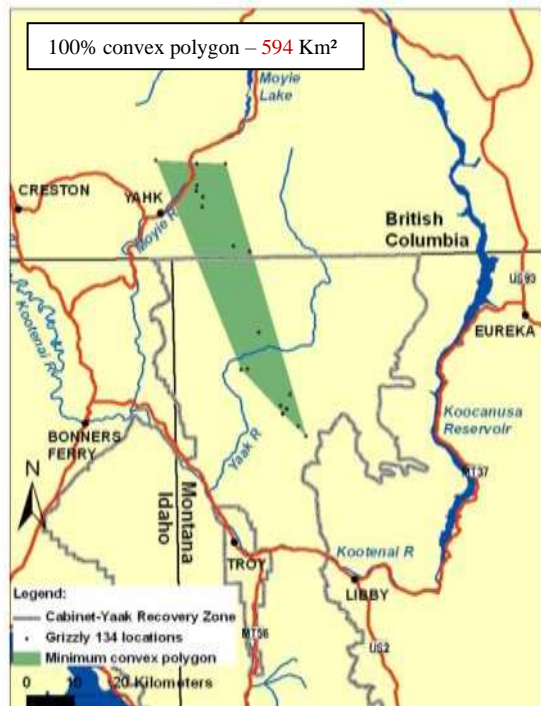 100% convex polygon – 594 Km²
Moyie
Lake
CRESTON
YAHK
Moyie R
British
Columbia
US93
Kootenai R
EUREKA
Koocanusa
Reservoir
BONNERS
FERRY
Yaak R
N
MT37
Montana
Idaho
Kootenai R
TROY
LIBBY
Legend:
Cabinet-Yaak Recovery Zone
Grizzly 134 locations
Minimum convex polygon
MT56
US2
0 10 20 Kilometers